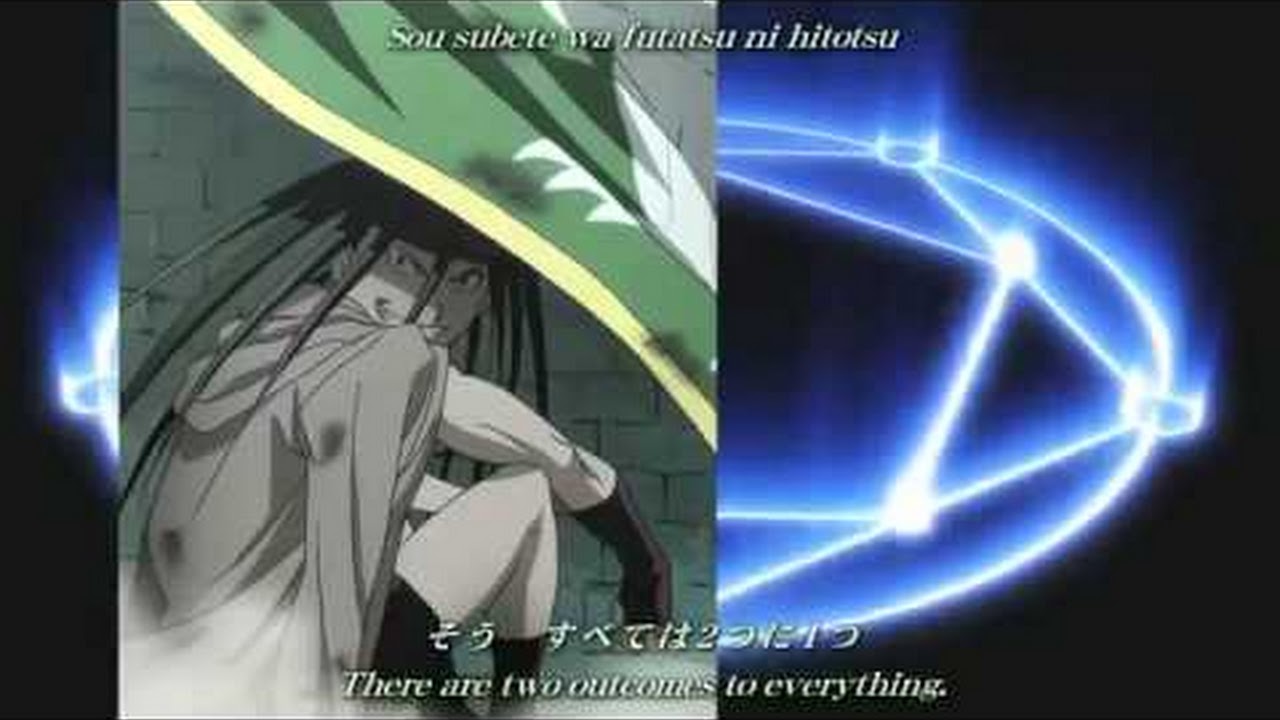 Sou subete wa futatsu ni hitotsu
そう　すべては2つに1つ
There are two outcomes to everything.